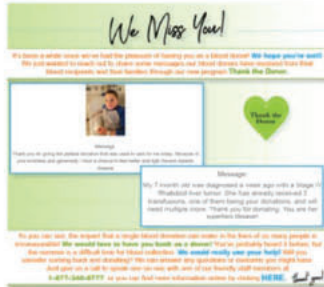 We Miss You!
It's been a while since we've had the pleasure of having you as a blood donor! We hope you're well!
We just wanted to reach out to share some messages our blood donors have received from their
blood recipients and their families through our new program Thank the Donor.
Thank the
Donor
Message
Message:
My 7 month old was diagnosed a week ago with a Stage IV
Rhabdoid liver tumor. She has already received 3
transfusions, one of them being your donations, and will
need multiple more. Thank you for donating. You are her
superhero lifesaver!
As you can see, the impact that a single blood donation can make in the lives of so many people is
immeasurable! We would love to have you back as a donor! You've probably heard it before, but
the summer is a difficult time for blood collection. We would really use your help! Will you
consider coming back and donating? We can answer any questions or concerns you might have.
Just give us a call to speak one-on-one with one of our friendly staff members at
or you can find more information online by clicking HERE. Thank you!